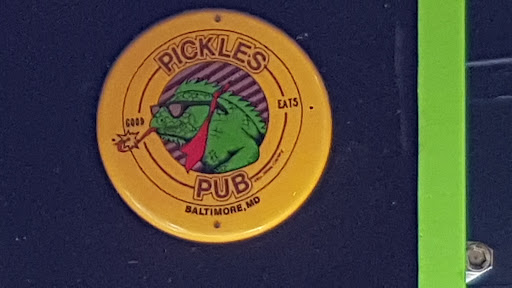 PICKLES
GOOD
EATS
PUB
BALTIMORE, MD